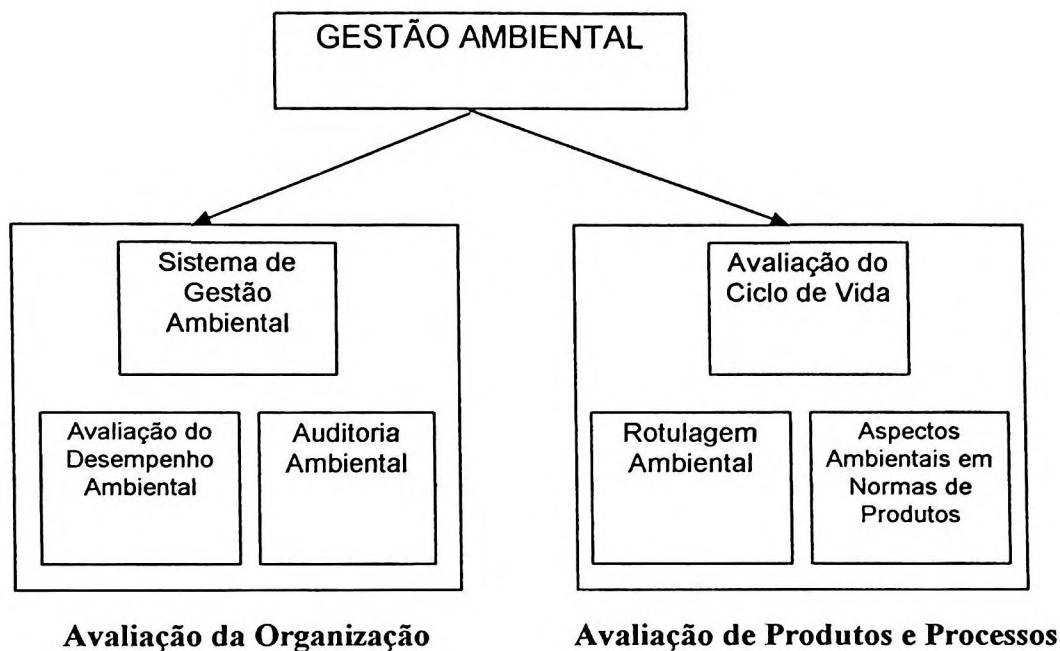 GESTÃO AMBIENTAL
Sistema de
Gestão
Ambiental
Avaliação do
Desempenho
Ambiental
Auditoria
Ambiental
Avaliação da Organização
Avaliação do
Ciclo de Vida
Rotulagem
Ambiental
Aspectos
Ambientais em
Normas de
Produtos
Avaliação de Produtos e Processos